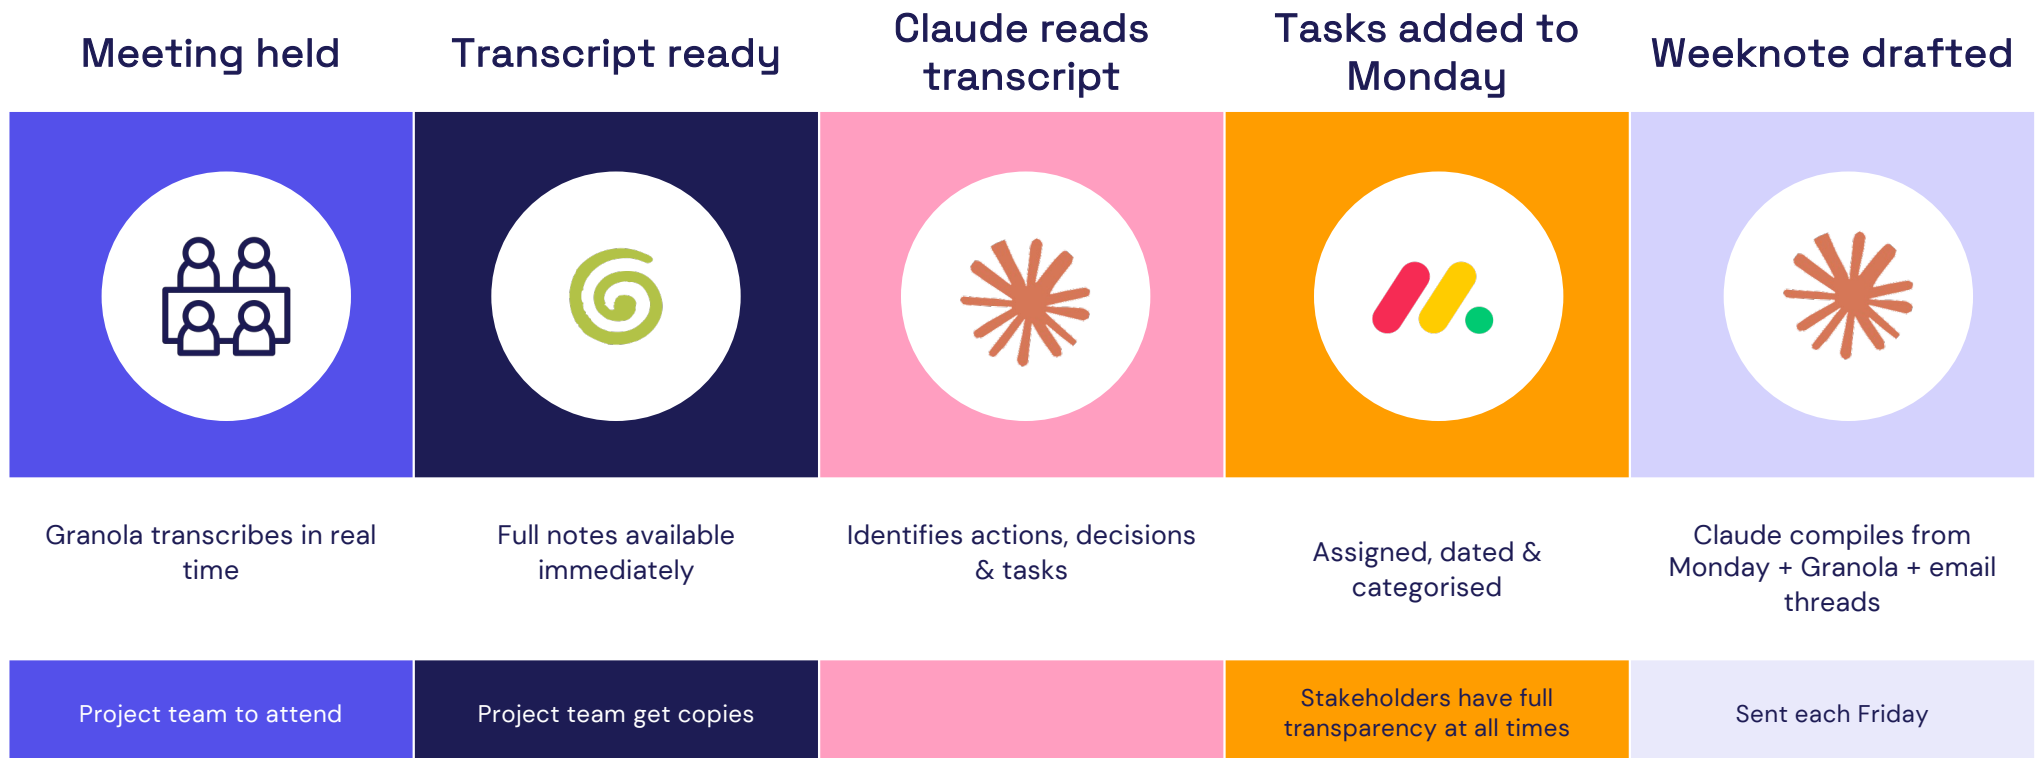 Meeting held
Transcript ready
Claude reads
transcript
Tasks added to
Monday
Weeknote drafted
Granola transcribes in real
time
Full notes available
immediately
Identifies actions, decisions
& tasks
Assigned, dated &
categorised
Claude compiles from
Monday + Granola + email
threads
Project team to attend
Project team get copies
Stakeholders have full
transparency at all times
Sent each Friday